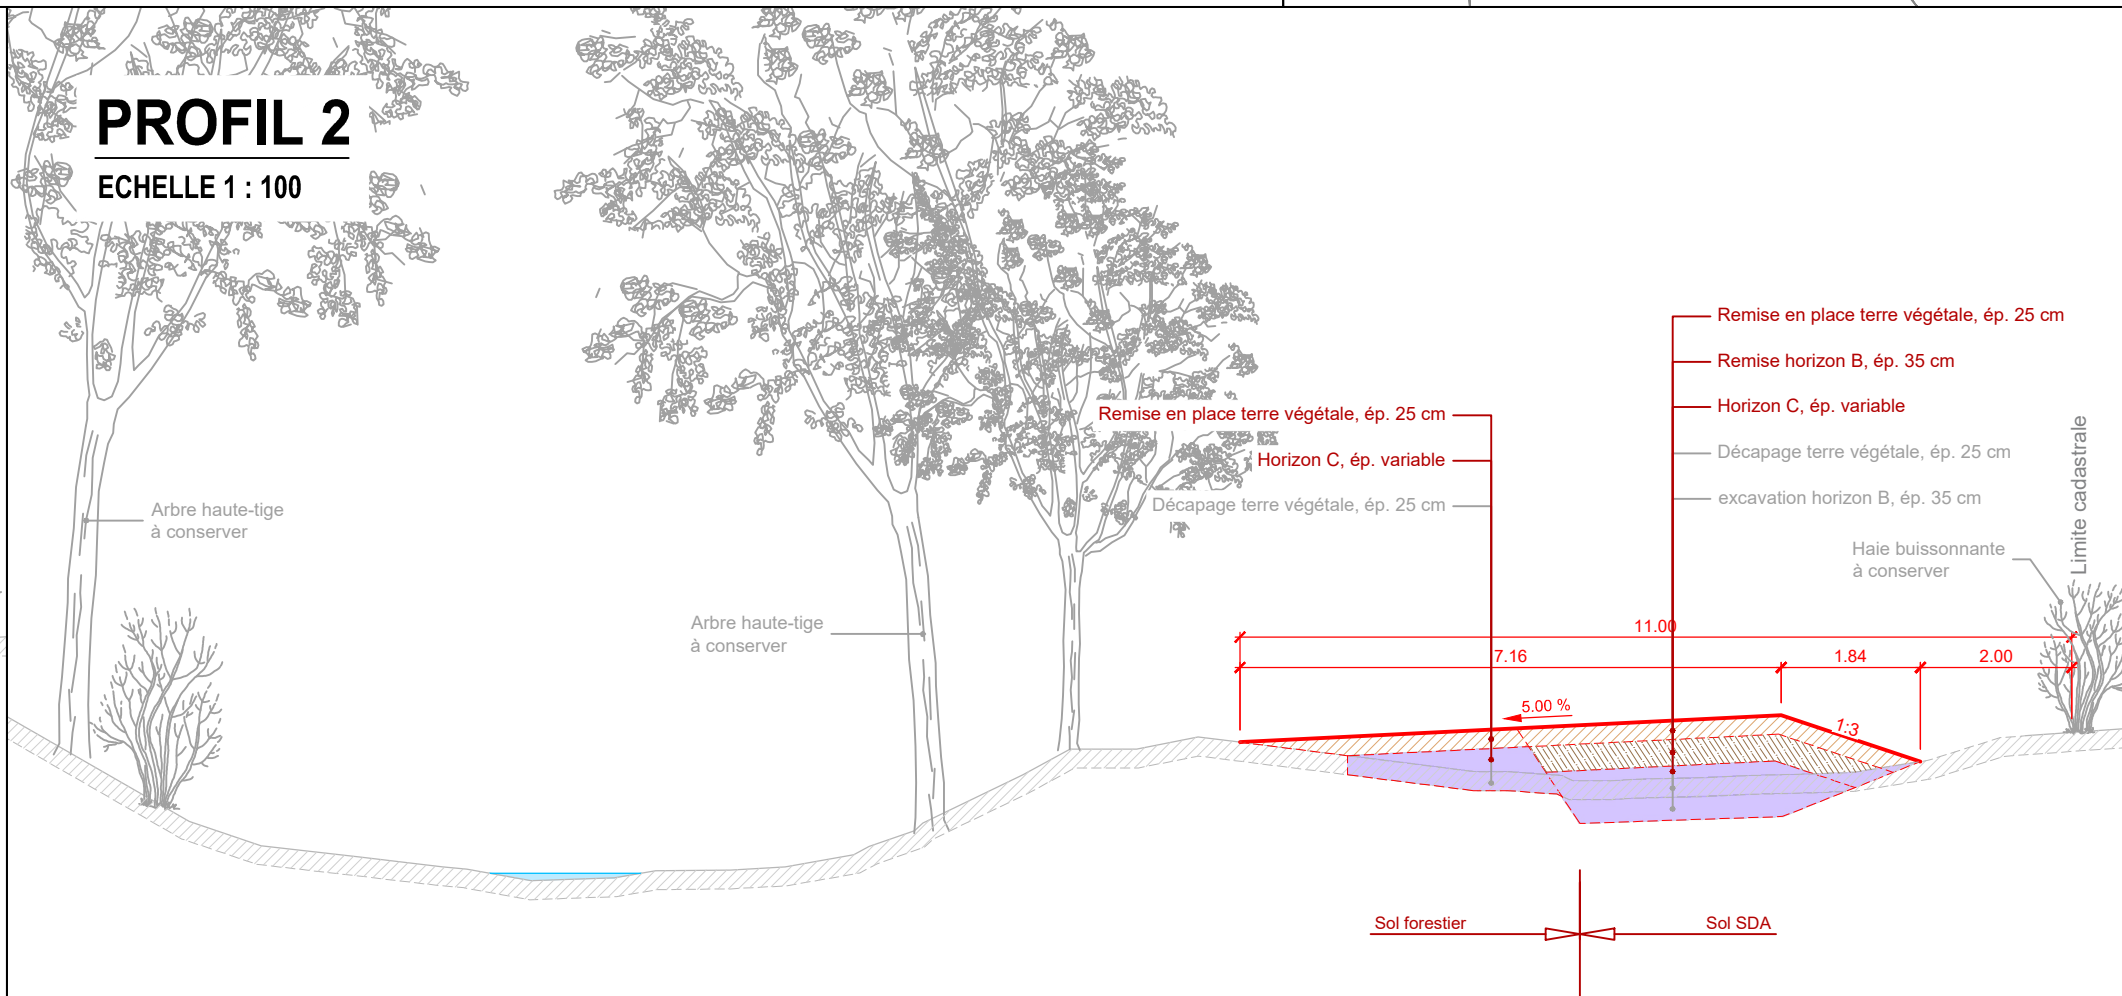 PROFIL 2
ECHELLE 1 : 100
Remise en place terre végétale, ép. 25 cm
Remise horizon B, ép. 35 cm
Horizon C, ép. variable
Décapage terre végétale, ép. 25 cm
excavation horizon B, ép. 35 cm
Remise en place terre végétale, ép. 25 cm
Horizon C, ép. variable
Décapage terre végétale, ép. 25 cm
Limite cadastrale
Arbre haute-tige
à conserver
Haie buissonnante
à conserver
Arbre haute-tige
à conserver
11.00
7.16
1.84
2.00
5.00 %
1:3
Sol forestier
Sol SDA